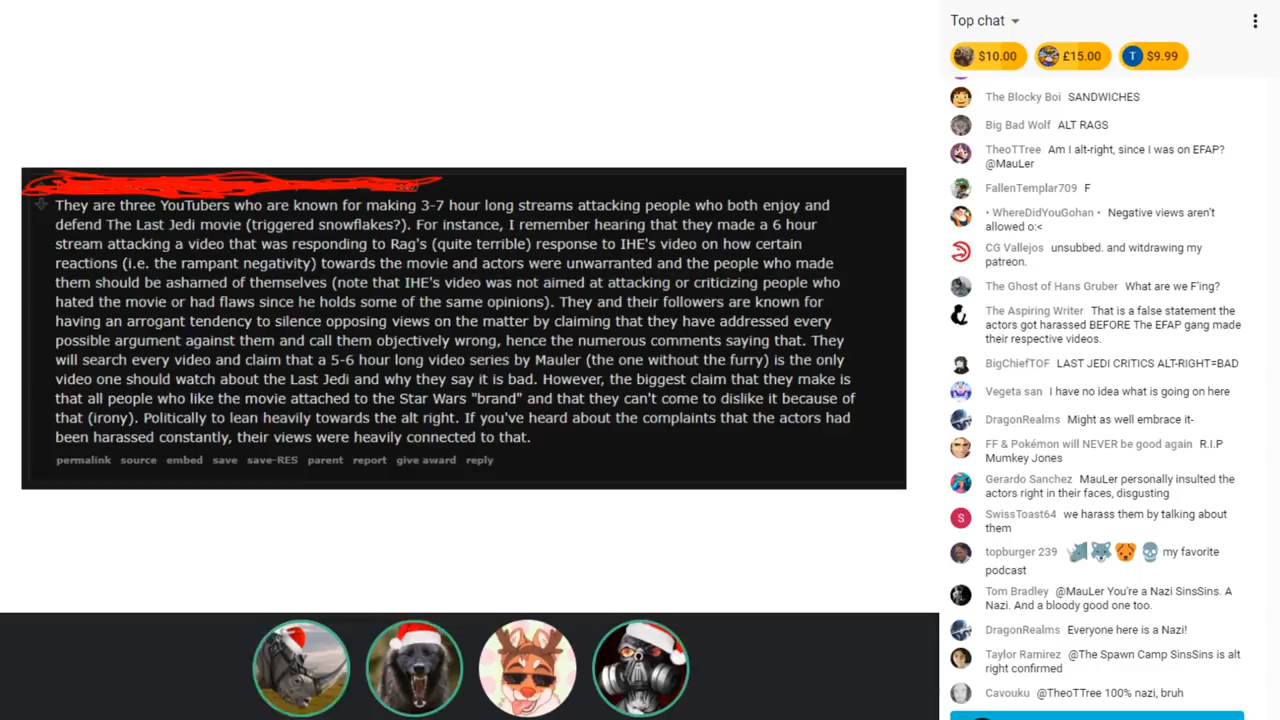 They are three YouTubers who are known for making 3-7 hour long streams attacking people who both enjoy and
defend The Last Jedi movie (triggered snowflakes?). For instance, I remember hearing that they made a 6 hour
stream attacking a video that was responding to Rag's (quite terrible) response to IHE's video on how certain
reactions (i.e. the rampant negativity) towards the movie and actors were unwarranted and the people who made
them should be ashamed of themselves (note that IHE's video was not aimed at attacking or criticizing people who
hated the movie or had flaws since he holds some of the same opinions). They and their followers are known for
having an arrogant tendency to silence opposing views on the matter by claiming that they have addressed every
possible argument against them and call them objectively wrong, hence the numerous comments saying that. They
will search every video and claim that a 5-6 hour long video series by Mauler (the one without the furry) is the only
video one should watch about the Last Jedi and why they say it is bad. However, the biggest claim that they make is
that all people who like the movie attached to the Star Wars "brand" and that they can't come to dislike it because of
that (irony). Politically to lean heavily towards the alt right. If you've heard about the complaints that the actors had
been harassed constantly, their views were heavily connected to that.
permalink source embed save save-RES parent report give award reply
Top chat
$10.00 £15.00 T $9.99
The Blocky Boi SANDWICHES
Big Bad Wolf ALT RAGS
TheoTTree Am I alt-right, since I was on EFAP?
@MauLer
FallenTemplar709 F
• WhereDidYouGohan • Negative views aren't
allowed o:<
CG Vallejos unsubbed. and witdrawing my
patreon.
The Ghost of Hans Gruber What are we F'ing?
The Aspiring Writer That is a false statement the
actors got harassed BEFORE The EFAP gang made
their respective videos.
BigChiefTOF LAST JEDI CRITICS ALT-RIGHT=BAD
Vegeta san I have no idea what is going on here
DragonRealms Might as well embrace it-
FF & Pokémon will NEVER be good again R.I.P
Mumkey Jones
Gerardo Sanchez MauLer personally insulted the
actors right in their faces, disgusting
S SwissToast64 we harass them by talking about
them
topburger 239 my favorite
podcast
Tom Bradley @MauLer You're a Nazi SinsSins. A
Nazi. And a bloody good one too.
DragonRealms Everyone here is a Nazi!
Taylor Ramirez @The Spawn Camp SinsSins is alt
right confirmed
Cavouku @TheoTTree 100% nazi, bruh